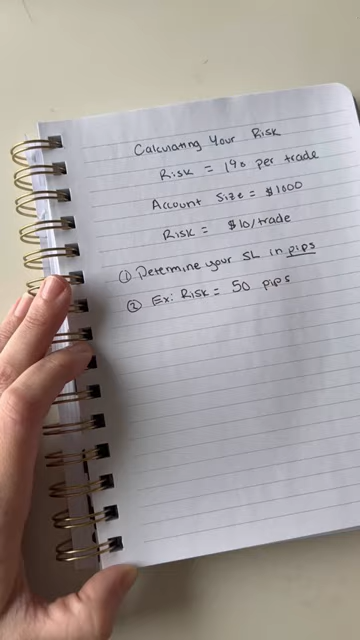 Calculating Your Risk
Risk = 1% per trade
Account Size = $1000
Risk = $10/trade
① Determine your SL in pips
② Ex: Risk = 50 pips